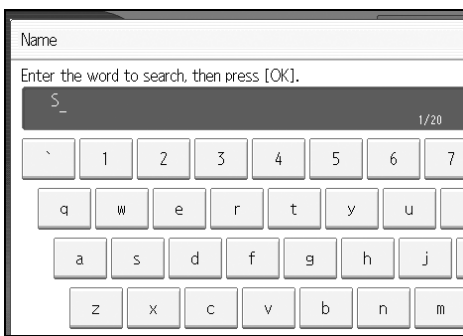 Name
Enter the word to search, then press [OK].
S_
1/20
` 1 2 3 4 5 6 7
q w e r t y u
a s d f g h j
z x c v b n m